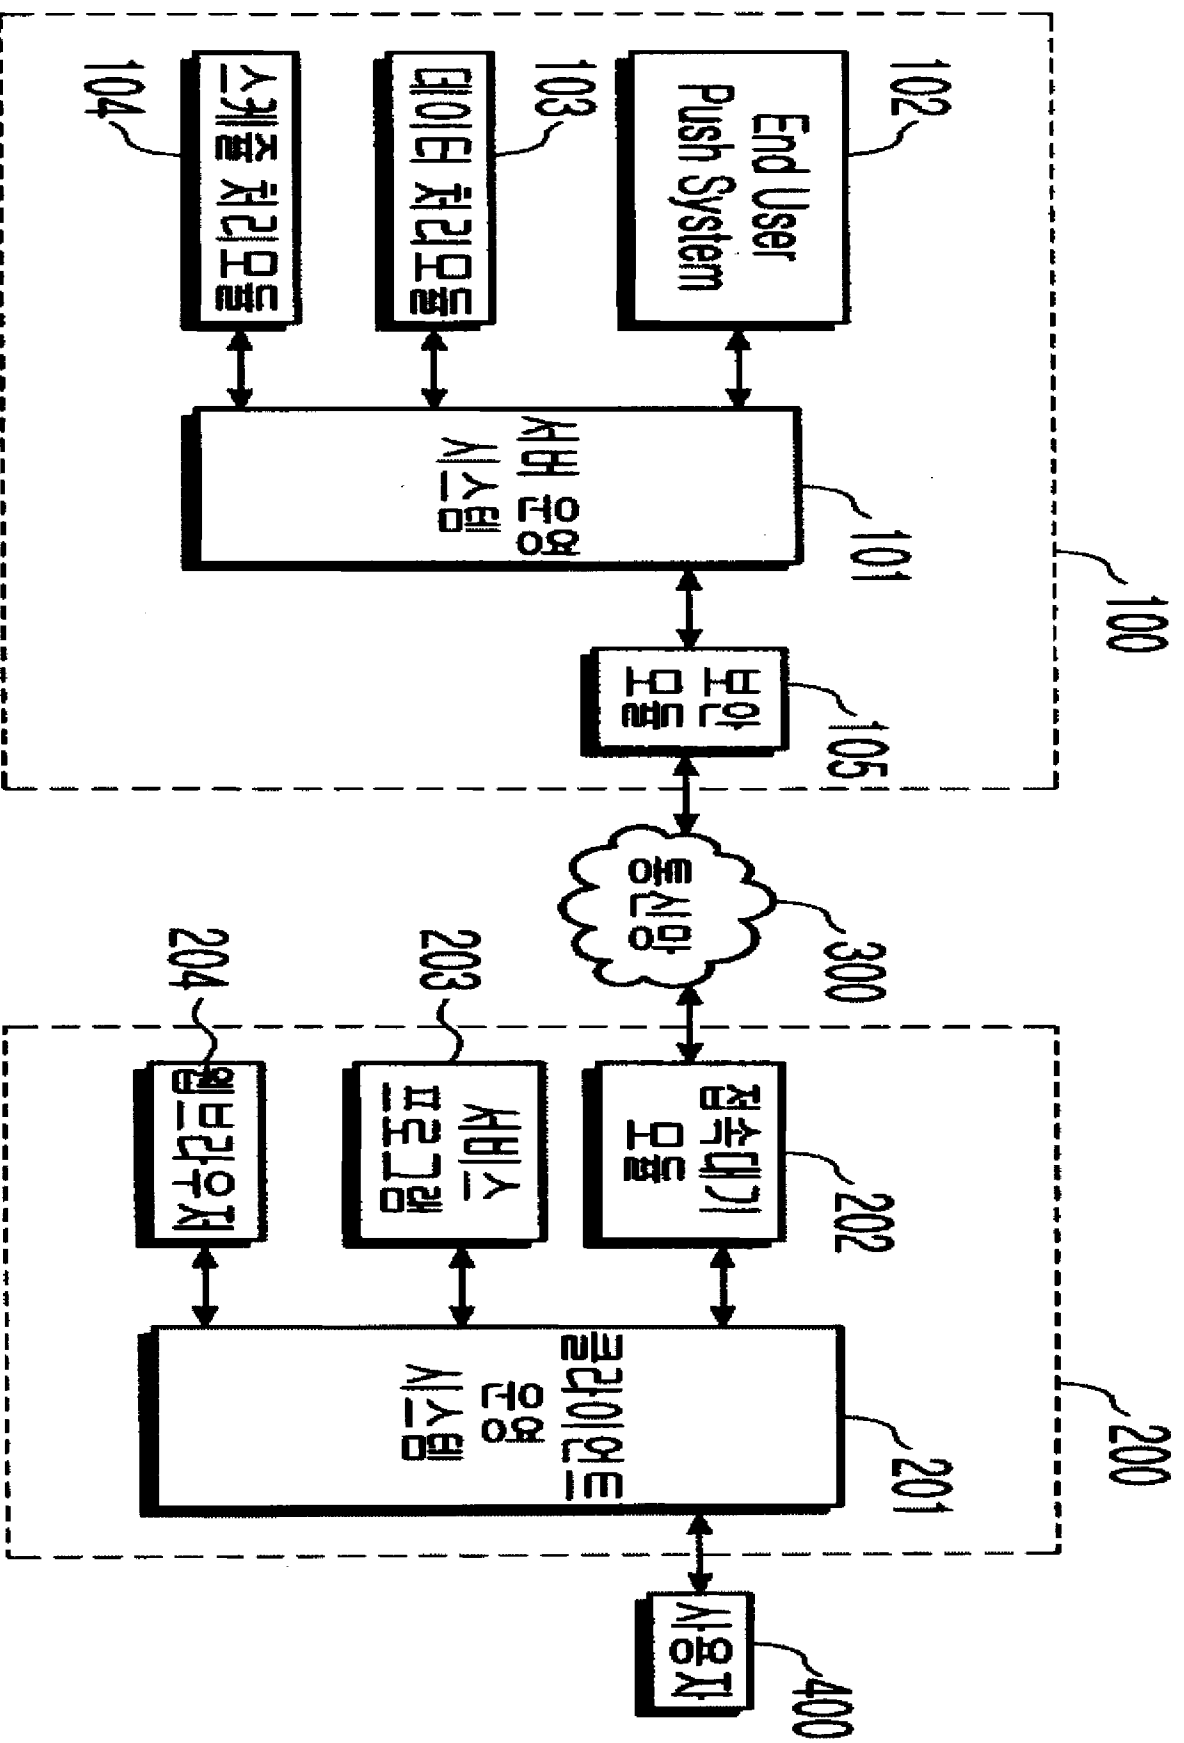 100
102
End User
Push System
103
데이터 처리모듈
104
스케줄 처리모듈
101
서버 운영
시스템
105
보안
모듈
300
통신망
200
202
접속대기
모듈
203
서비스
프로그램
204
웹브라우저
201
클라이언트
운영
시스템
400
사용자